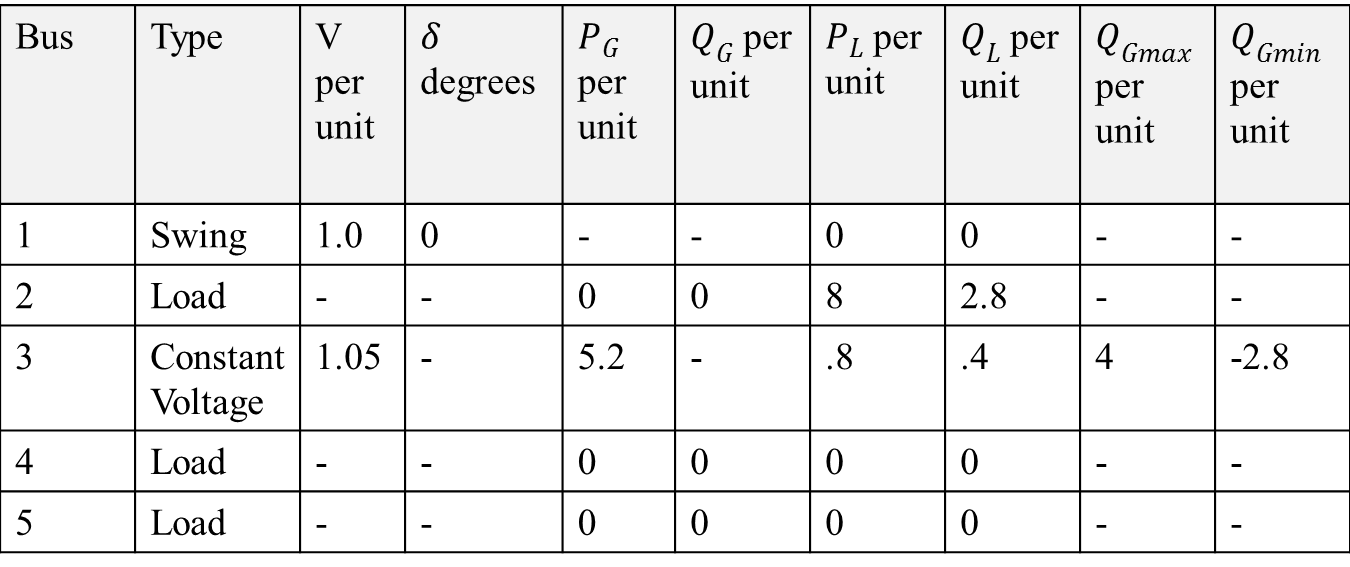 Bus Type V per unit δ degrees P_G per unit Q_G per unit P_L per unit Q_L per unit Q_Gmax per unit Q_Gmin per unit
1 Swing 1.0 0 - - 0 0 - -
2 Load - - 0 0 8 2.8 - -
3 Constant Voltage 1.05 - 5.2 - .8 .4 4 -2.8
4 Load - - 0 0 0 0 - -
5 Load - - 0 0 0 0 - -